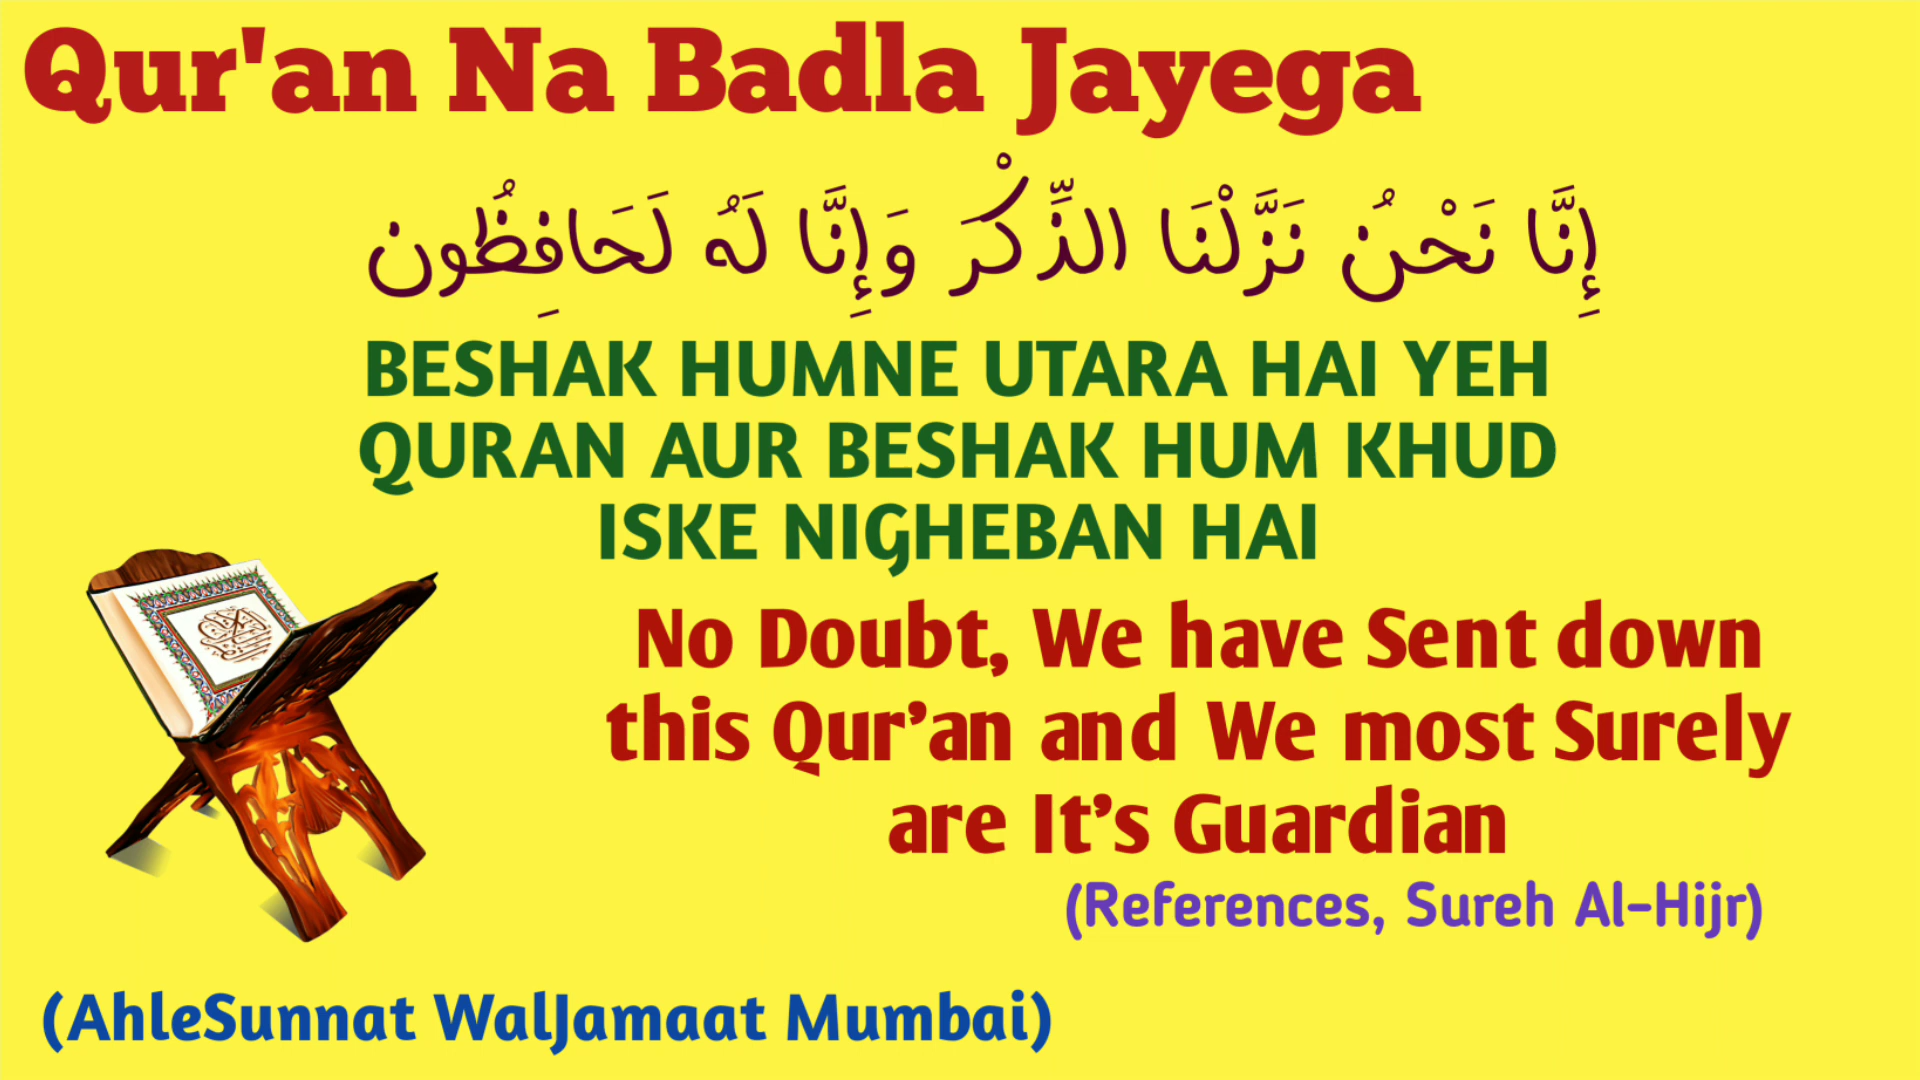 Qur'an Na Badla Jayega
إِنَّا نَحْنُ نَزَّلْنَا الذِّكْرَ وَإِنَّا لَهُ لَحَافِظُون
BESHAK HUMNE UTARA HAI YEH
QURAN AUR BESHAK HUM KHUD
ISKE NIGHEBAN HAI
No Doubt, We have Sent down
this Qur’an and We most Surely
are It’s Guardian
(References, Sureh Al-Hijr)
(AhleSunnat WalJamaat Mumbai)